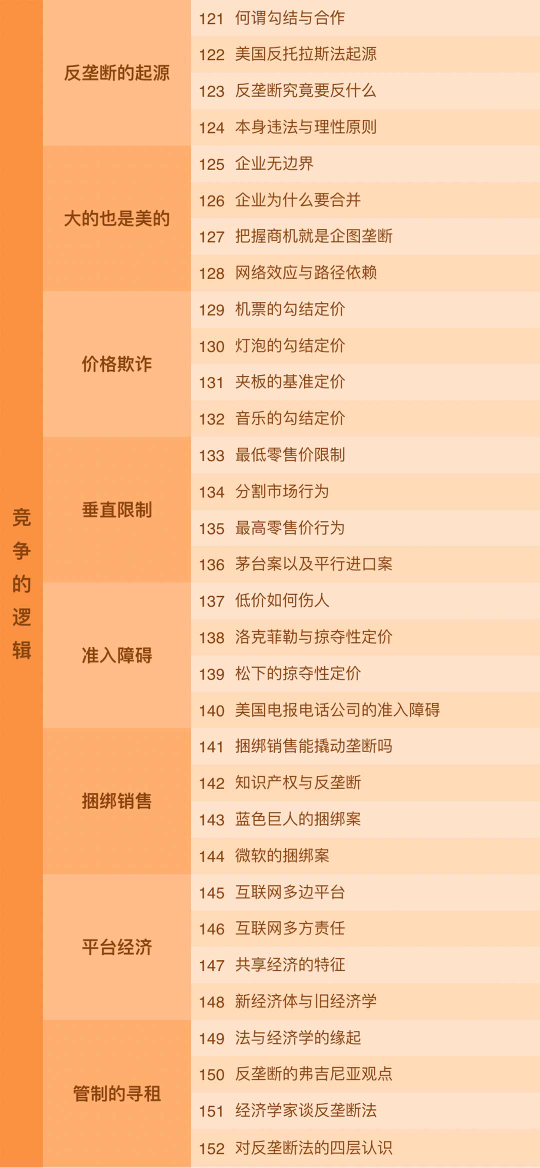 竞争的逻辑
反垄断的起源
121 何谓勾结与合作
122 美国反托拉斯法起源
123 反垄断究竟要反什么
124 本身违法与理性原则
大的也是美的
125 企业无边界
126 企业为什么要合并
127 把握商机就是企图垄断
128 网络效应与路径依赖
价格欺诈
129 机票的勾结定价
130 灯泡的勾结定价
131 夹板的基准定价
132 音乐的勾结定价
垂直限制
133 最低零售价限制
134 分割市场行为
135 最高零售价行为
136 茅台案以及平行进口案
准入障碍
137 低价如何伤人
138 洛克菲勒与掠夺性定价
139 松下的掠夺性定价
140 美国电报电话公司的准入障碍
捆绑销售
141 捆绑销售能撬动垄断吗
142 知识产权与反垄断
143 蓝色巨人的捆绑案
144 微软的捆绑案
平台经济
145 互联网多边平台
146 互联网多方责任
147 共享经济的特征
148 新经济体与旧经济学
管制的寻租
149 法与经济学的缘起
150 反垄断的弗吉尼亚观点
151 经济学家谈反垄断法
152 对反垄断法的四层认识